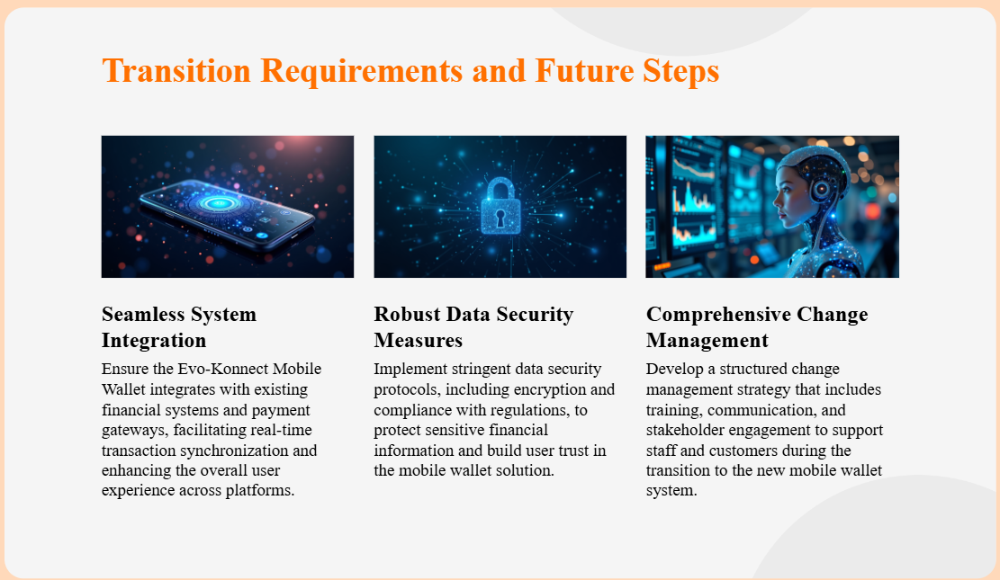 Transition Requirements and Future Steps
Seamless System
Integration
Ensure the Evo-Konnect Mobile
Wallet integrates with existing
financial systems and payment
gateways, facilitating real-time
transaction synchronization and
enhancing the overall user
experience across platforms.
Robust Data Security
Measures
Implement stringent data security
protocols, including encryption and
compliance with regulations, to
protect sensitive financial
information and build user trust in
the mobile wallet solution.
Comprehensive Change
Management
Develop a structured change
management strategy that includes
training, communication, and
stakeholder engagement to support
staff and customers during the
transition to the new mobile wallet
system.